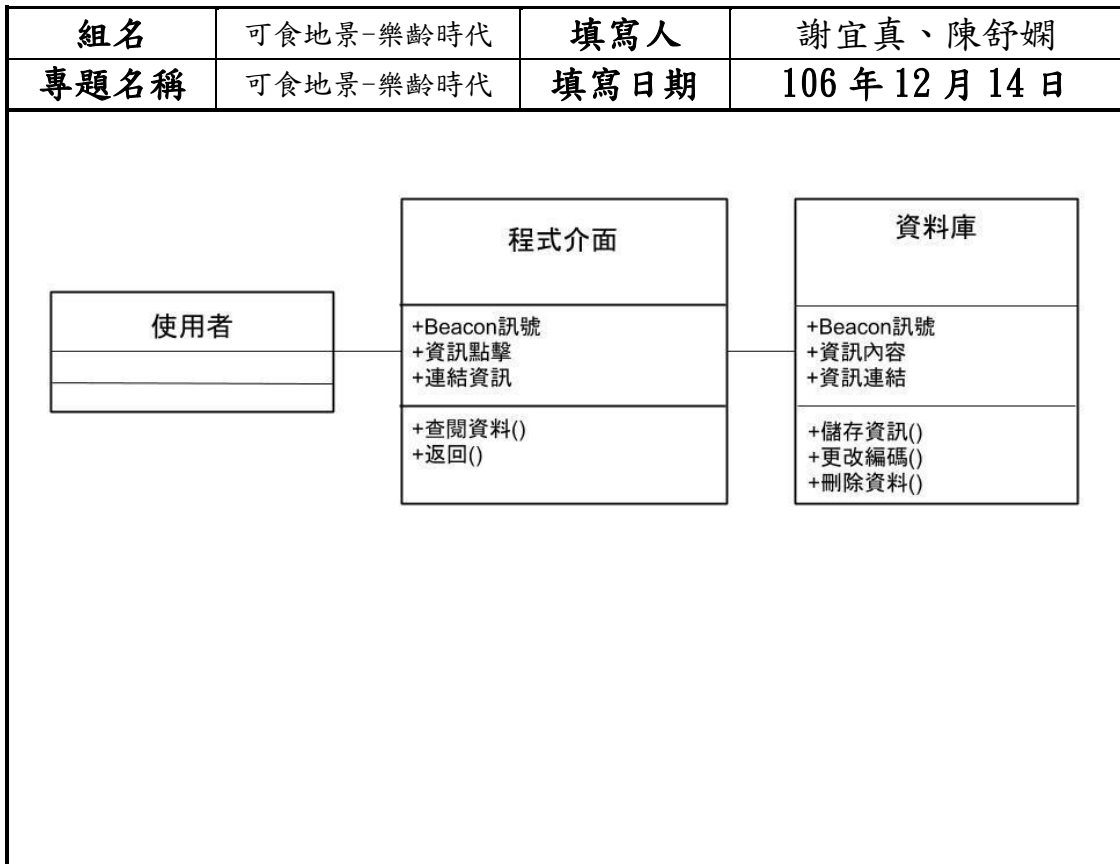 組名 可食地景-樂齡時代 填寫人 謝宜真、陳舒嫻
專題名稱 可食地景-樂齡時代 填寫日期 106 年 12 月 14 日
使用者
程式介面
+Beacon訊號
+資訊點擊
+連結資訊
+查閱資料()
+返回()
資料庫
+Beacon訊號
+資訊內容
+資訊連結
+儲存資訊()
+更改編碼()
+刪除資料()